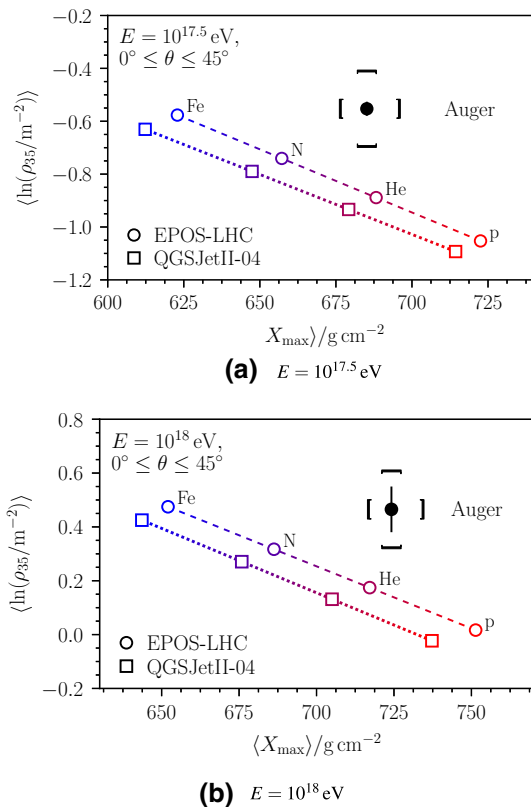 E = 10^17.5 eV,
0° ≤ θ ≤ 45°
Auger
Fe
N
He
p
EPOS-LHC
QGSJetII-04
⟨ln(ρ35/m−2)⟩
−0.2
−0.4
−0.6
−0.8
−1.0
−1.2
600 625 650 675 700 725
Xmax⟩/g cm−2
(a) E = 10^17.5 eV
E = 10^18 eV,
0° ≤ θ ≤ 45°
Auger
Fe
N
He
p
EPOS-LHC
QGSJetII-04
⟨ln(ρ35/m−2)⟩
0.8
0.6
0.4
0.2
0.0
−0.2
650 675 700 725 750
⟨Xmax⟩/g cm−2
(b) E = 10^18 eV